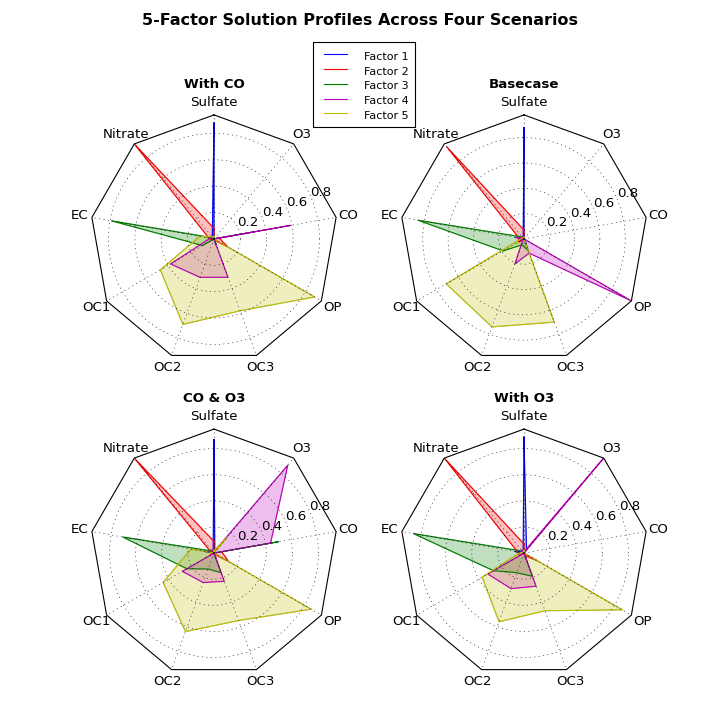 5-Factor Solution Profiles Across Four Scenarios
Factor 1
Factor 2
Factor 3
Factor 4
Factor 5
With CO
Sulfate
O3
CO
OP
OC3
OC2
OC1
EC
Nitrate
0.2
0.4
0.6
0.8
Basecase
Sulfate
O3
CO
OP
OC3
OC2
OC1
EC
Nitrate
0.2
0.4
0.6
0.8
CO & O3
Sulfate
O3
CO
OP
OC3
OC2
OC1
EC
Nitrate
0.2
0.4
0.6
0.8
With O3
Sulfate
O3
CO
OP
OC3
OC2
OC1
EC
Nitrate
0.2
0.4
0.6
0.8